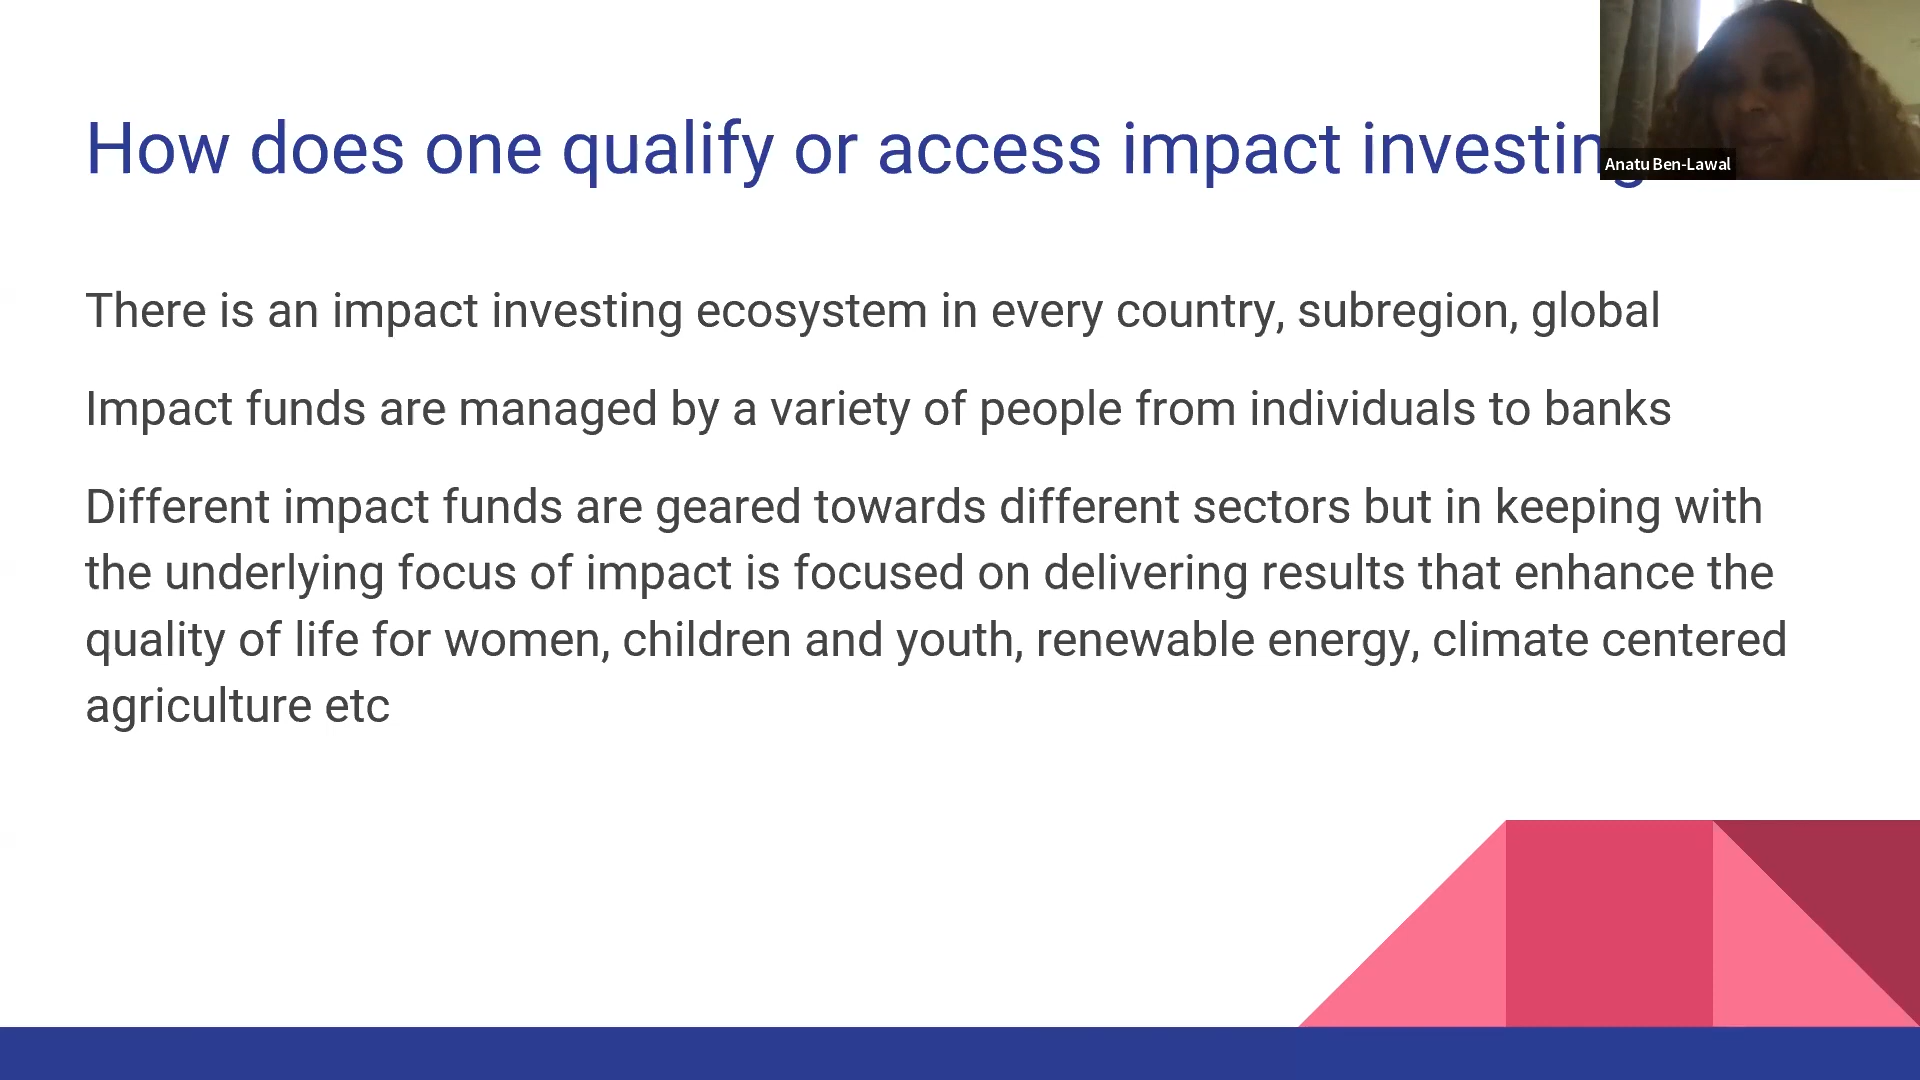 How does one qualify or access impact investing
Anatu Ben-Lawal
There is an impact investing ecosystem in every country, subregion, global
Impact funds are managed by a variety of people from individuals to banks
Different impact funds are geared towards different sectors but in keeping with
the underlying focus of impact is focused on delivering results that enhance the
quality of life for women, children and youth, renewable energy, climate centered
agriculture etc